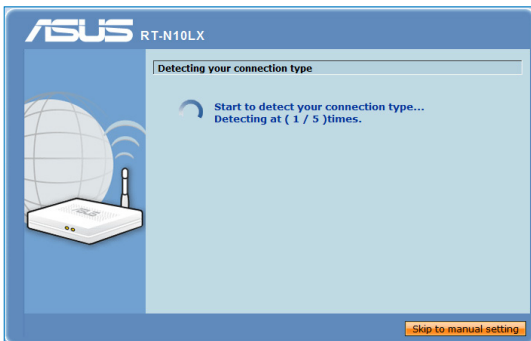 ASUS RT-N10LX
Detecting your connection type
Start to detect your connection type...
Detecting at ( 1 / 5 )times.
ASUS
Skip to manual setting